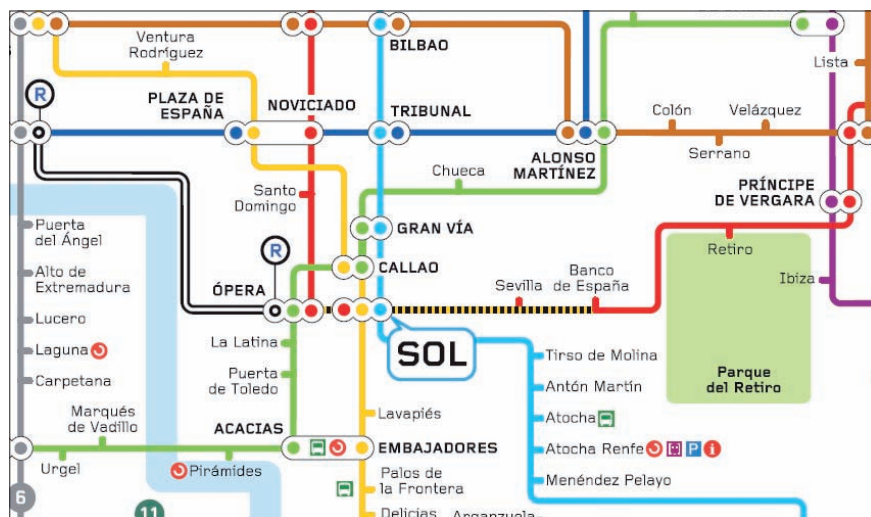 Ventura
Rodríguez
BILBAO
Lista
R
PLAZA DE
ESPAÑA
NOVICIADO
TRIBUNAL
Colón
Velázquez
Serrano
ALONSO
MARTÍNEZ
Chueca
Santo
Domingo
PRÍNCIPE
DE VERGARA
Puerta
del Ángel
GRAN VÍA
Retiro
R
Alto de
Extremadura
ÓPERA
CALLAO
Sevilla
Banco
de España
Ibiza
Lucero
Laguna
Carpetana
La Latina
Puerta
de Toledo
SOL
Tirso de Molina
Antón Martín
Parque
del Retiro
Marqués
de Vadillo
ACACIAS
Lavapiés
Atocha
EMBAJADORES
Atocha Renfe
P
i
Urgel
Pirámides
Palos de
la Frontera
Menéndez Pelayo
6
11
Delicias
Arganzuela-